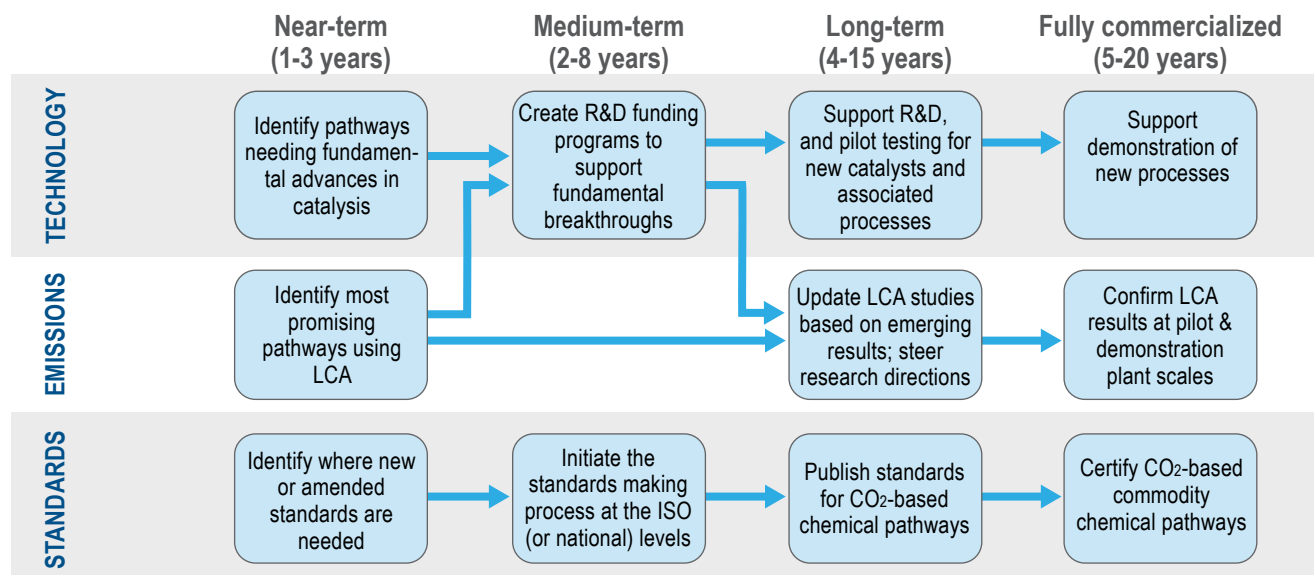 Near-term
(1-3 years)
Medium-term
(2-8 years)
Long-term
(4-15 years)
Fully commercialized
(5-20 years)
TECHNOLOGY
Identify pathways
needing fundamen-
tal advances in
catalysis
Create R&D funding
programs to
support
fundamental
breakthroughs
Support R&D,
and pilot testing for
new catalysts and
associated
processes
Support
demonstration of
new processes
EMISSIONS
Identify most
promising
pathways using
LCA
Update LCA studies
based on emerging
results; steer
research directions
Confirm LCA
results at pilot &
demonstration
plant scales
STANDARDS
Identify where new
or amended
standards are
needed
Initiate the
standards making
process at the ISO
(or national) levels
Publish standards
for CO2-based
chemical pathways
Certify CO2-based
commodity
chemical pathways